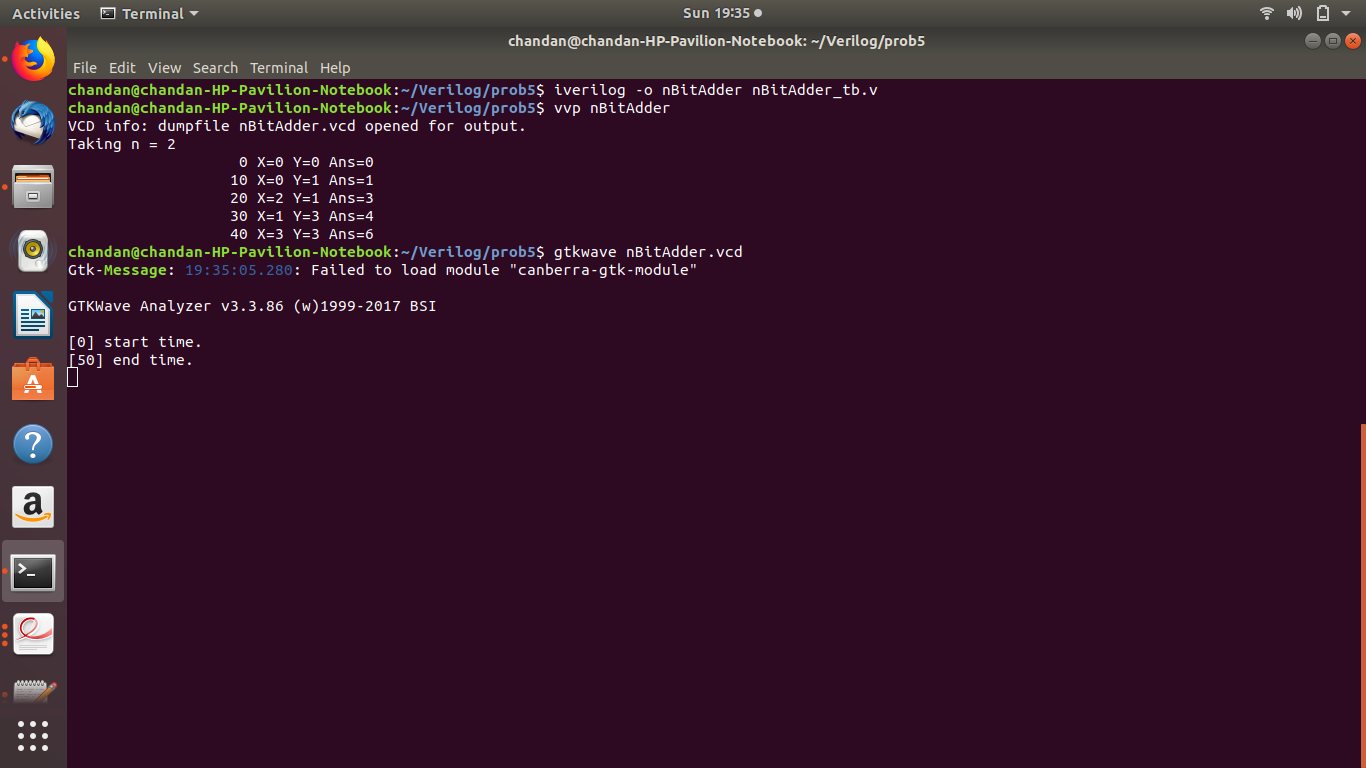 Activities Terminal Sun 19:35
chandan@chandan-HP-Pavilion-Notebook: ~/Verilog/prob5
File Edit View Search Terminal Help
chandan@chandan-HP-Pavilion-Notebook:~/Verilog/prob5$ iverilog -o nBitAdder nBitAdder_tb.v
chandan@chandan-HP-Pavilion-Notebook:~/Verilog/prob5$ vvp nBitAdder
VCD info: dumpfile nBitAdder.vcd opened for output.
Taking n = 2
0 X=0 Y=0 Ans=0
10 X=0 Y=1 Ans=1
20 X=2 Y=1 Ans=3
30 X=1 Y=3 Ans=4
40 X=3 Y=3 Ans=6
chandan@chandan-HP-Pavilion-Notebook:~/Verilog/prob5$ gtkwave nBitAdder.vcd
Gtk-Message: 19:35:05.280: Failed to load module "canberra-gtk-module"
GTKWave Analyzer v3.3.86 (w)1999-2017 BSI
[0] start time.
[50] end time.